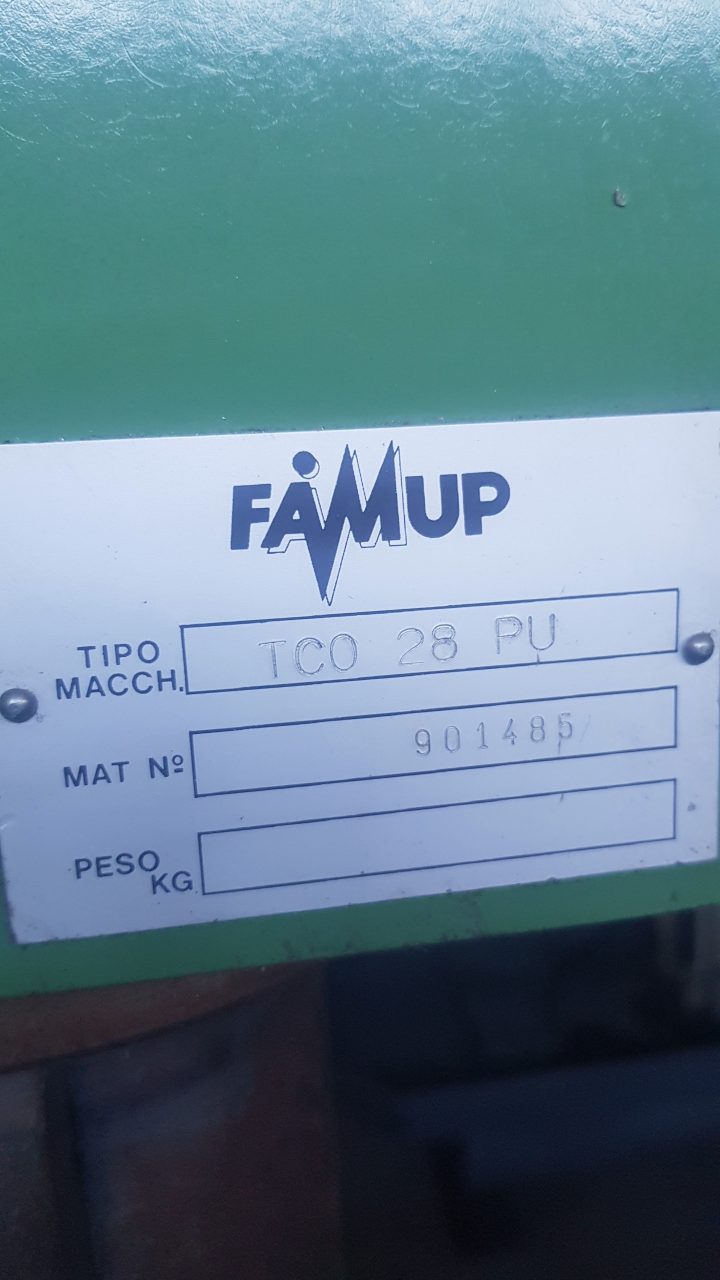 FAMUP
TIPO MACCH. TCO 28 PU
MAT Nº 901485
PESO KG